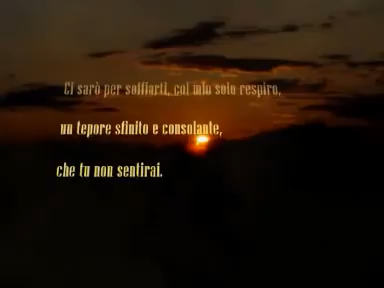 Ci sarò per soffiarti, col mio solo respiro,
un tepore sfinito e consolante,
che tu non sentirai.